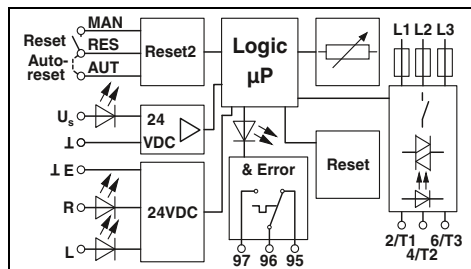 MAN
Reset
RES
Auto-
reset
AUT
Reset2
Logic
µP
L1 L2 L3
Us
⊥
24
VDC
⊥ E
R
L
24VDC
& Error
97 96 95
Reset
2/T1 6/T3
4/T2